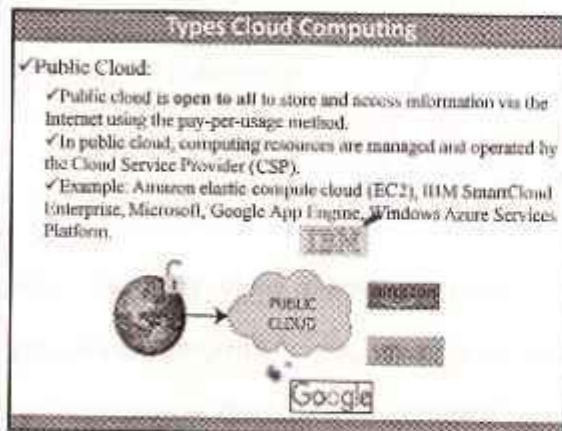 Types Cloud Computing
✓Public Cloud:
✓Public cloud is open to all to store and access information via the
Internet using the pay-per-usage method.
✓In public cloud, computing resources are managed and operated by
the Cloud Service Provider (CSP).
✓Example: Amazon elastic compute cloud (EC2), IBM SmartCloud
Enterprise, Microsoft, Google App Engine, Windows Azure Services
Platform.
IBM
PUBLIC
CLOUD
amazon
Google